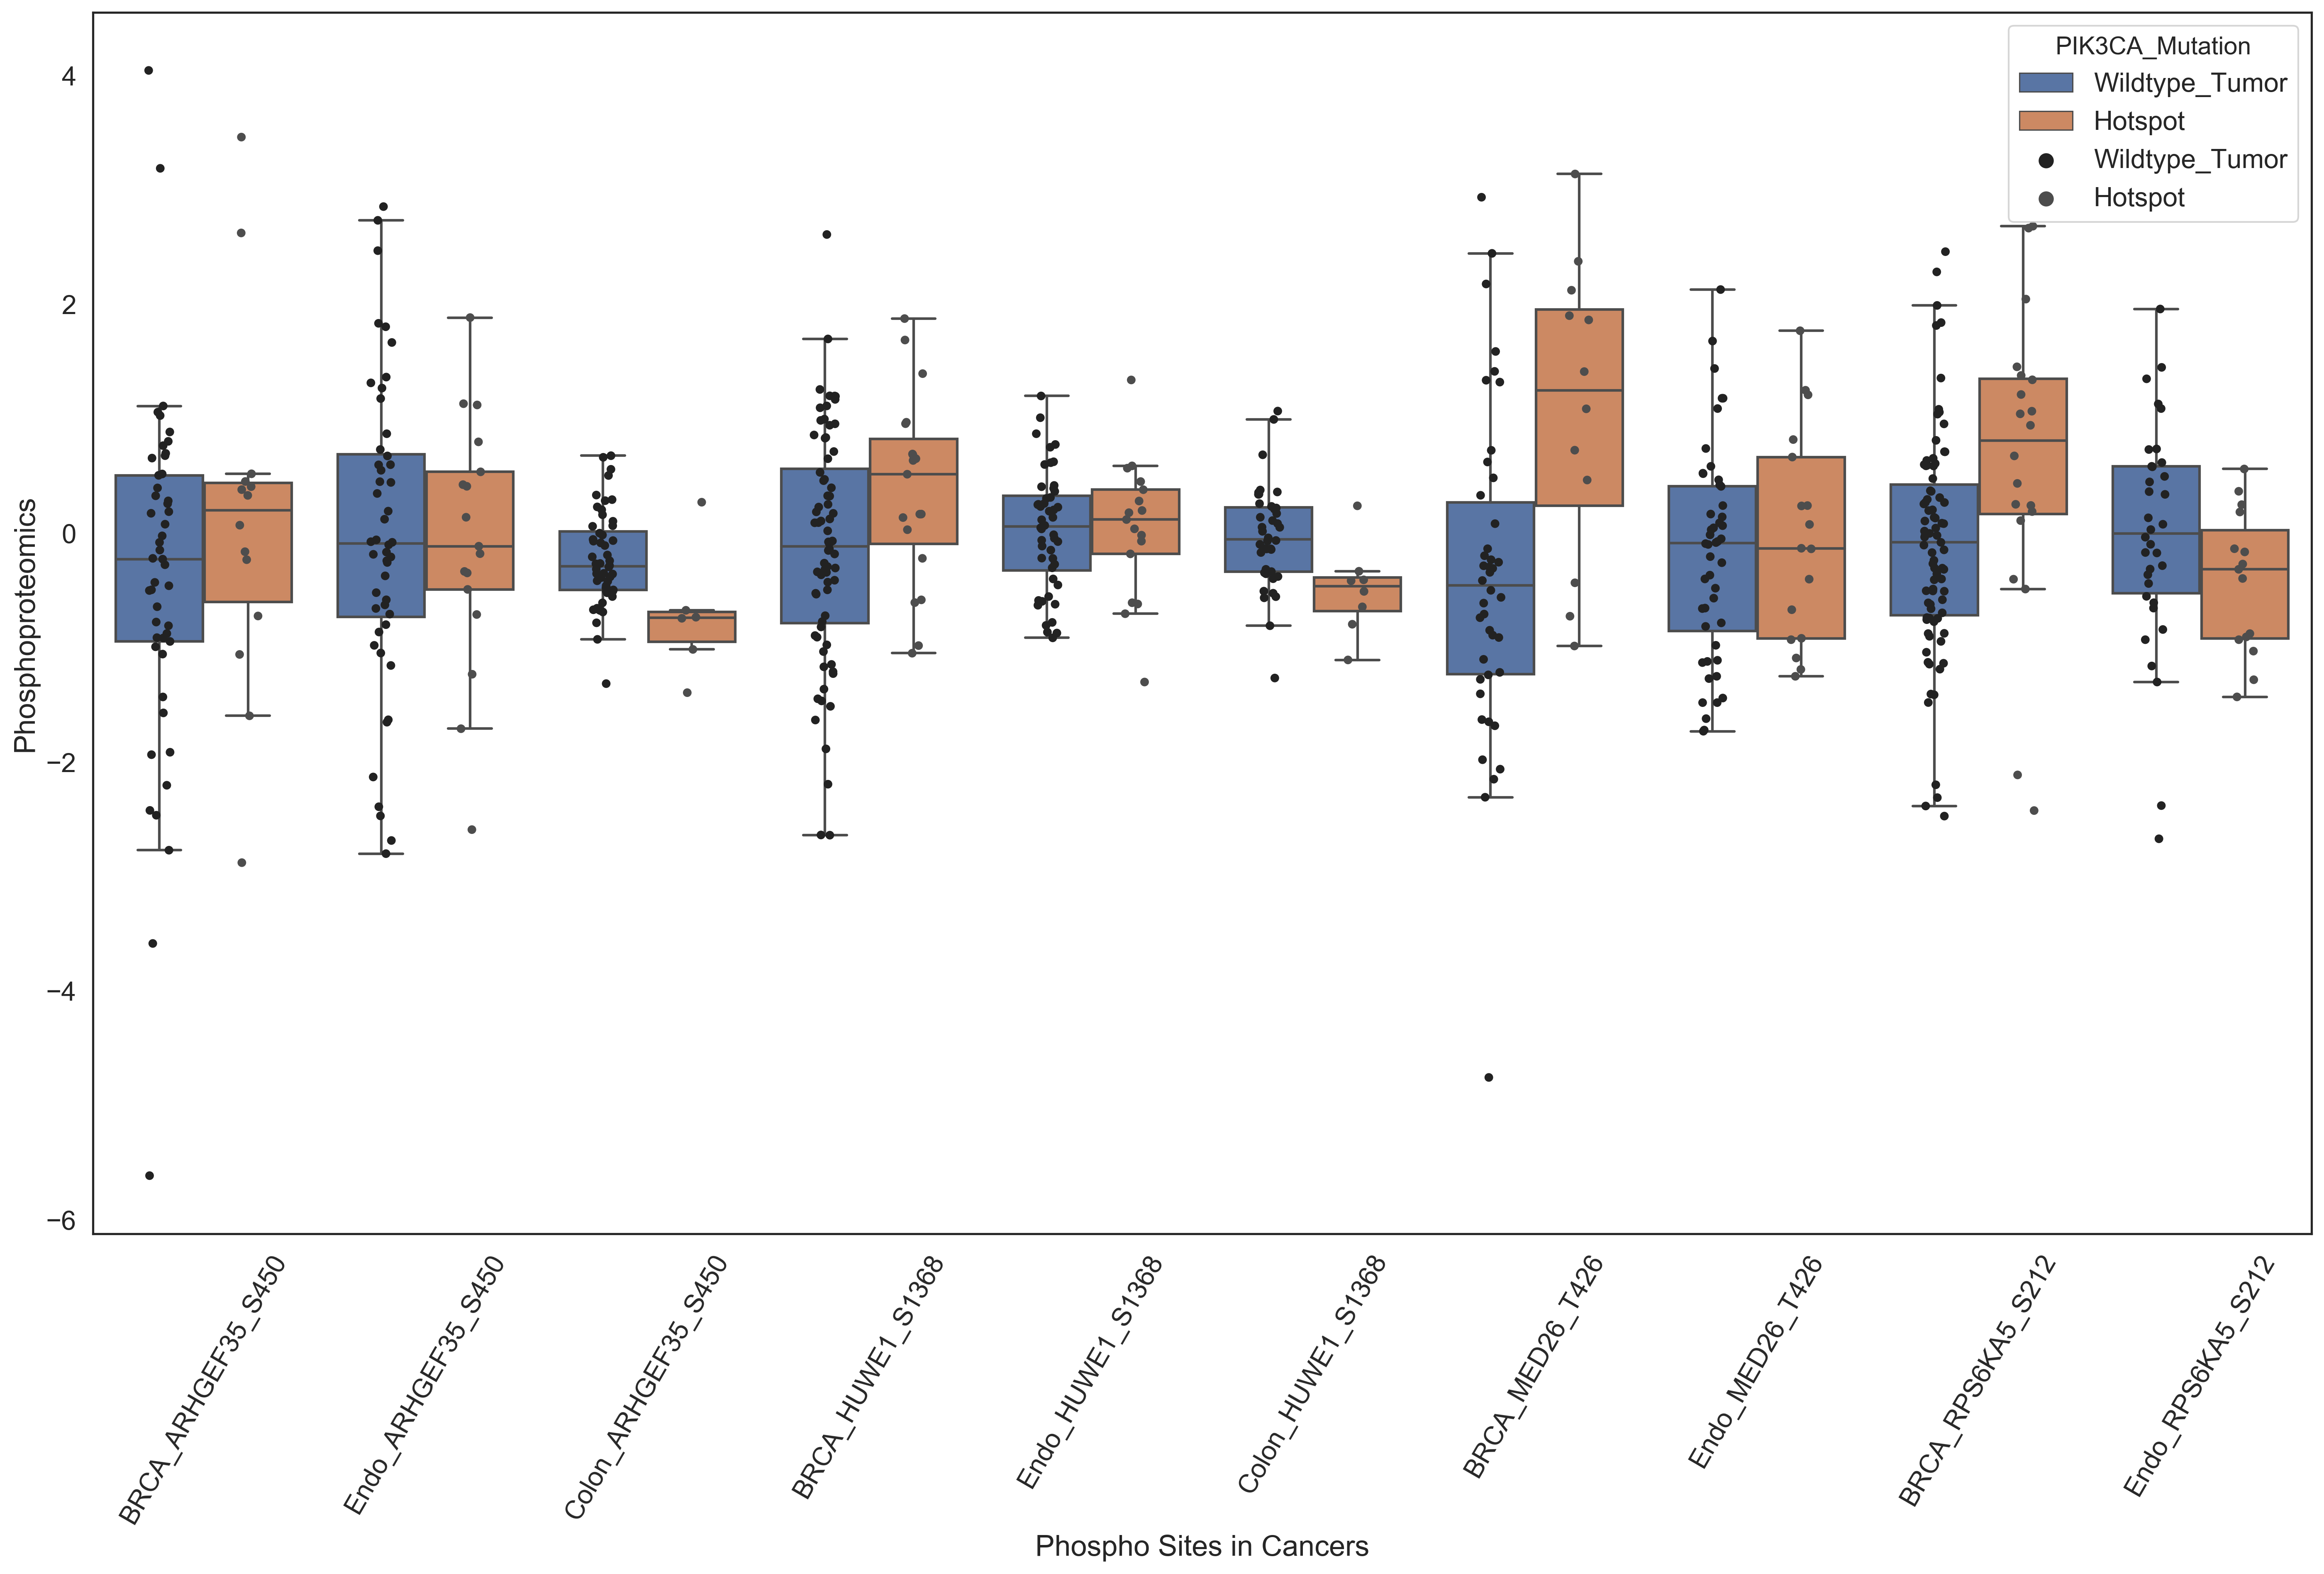 PIK3CA_Mutation
Wildtype_Tumor
Hotspot
Wildtype_Tumor
Hotspot
4
2
0
−2
−4
−6
Phosphoproteomics
BRCA_ARHGEF35_S450
Endo_ARHGEF35_S450
Colon_ARHGEF35_S450
BRCA_HUWE1_S1368
Endo_HUWE1_S1368
Colon_HUWE1_S1368
BRCA_MED26_T426
Endo_MED26_T426
BRCA_RPS6KA5_S212
Endo_RPS6KA5_S212
Phospho Sites in Cancers